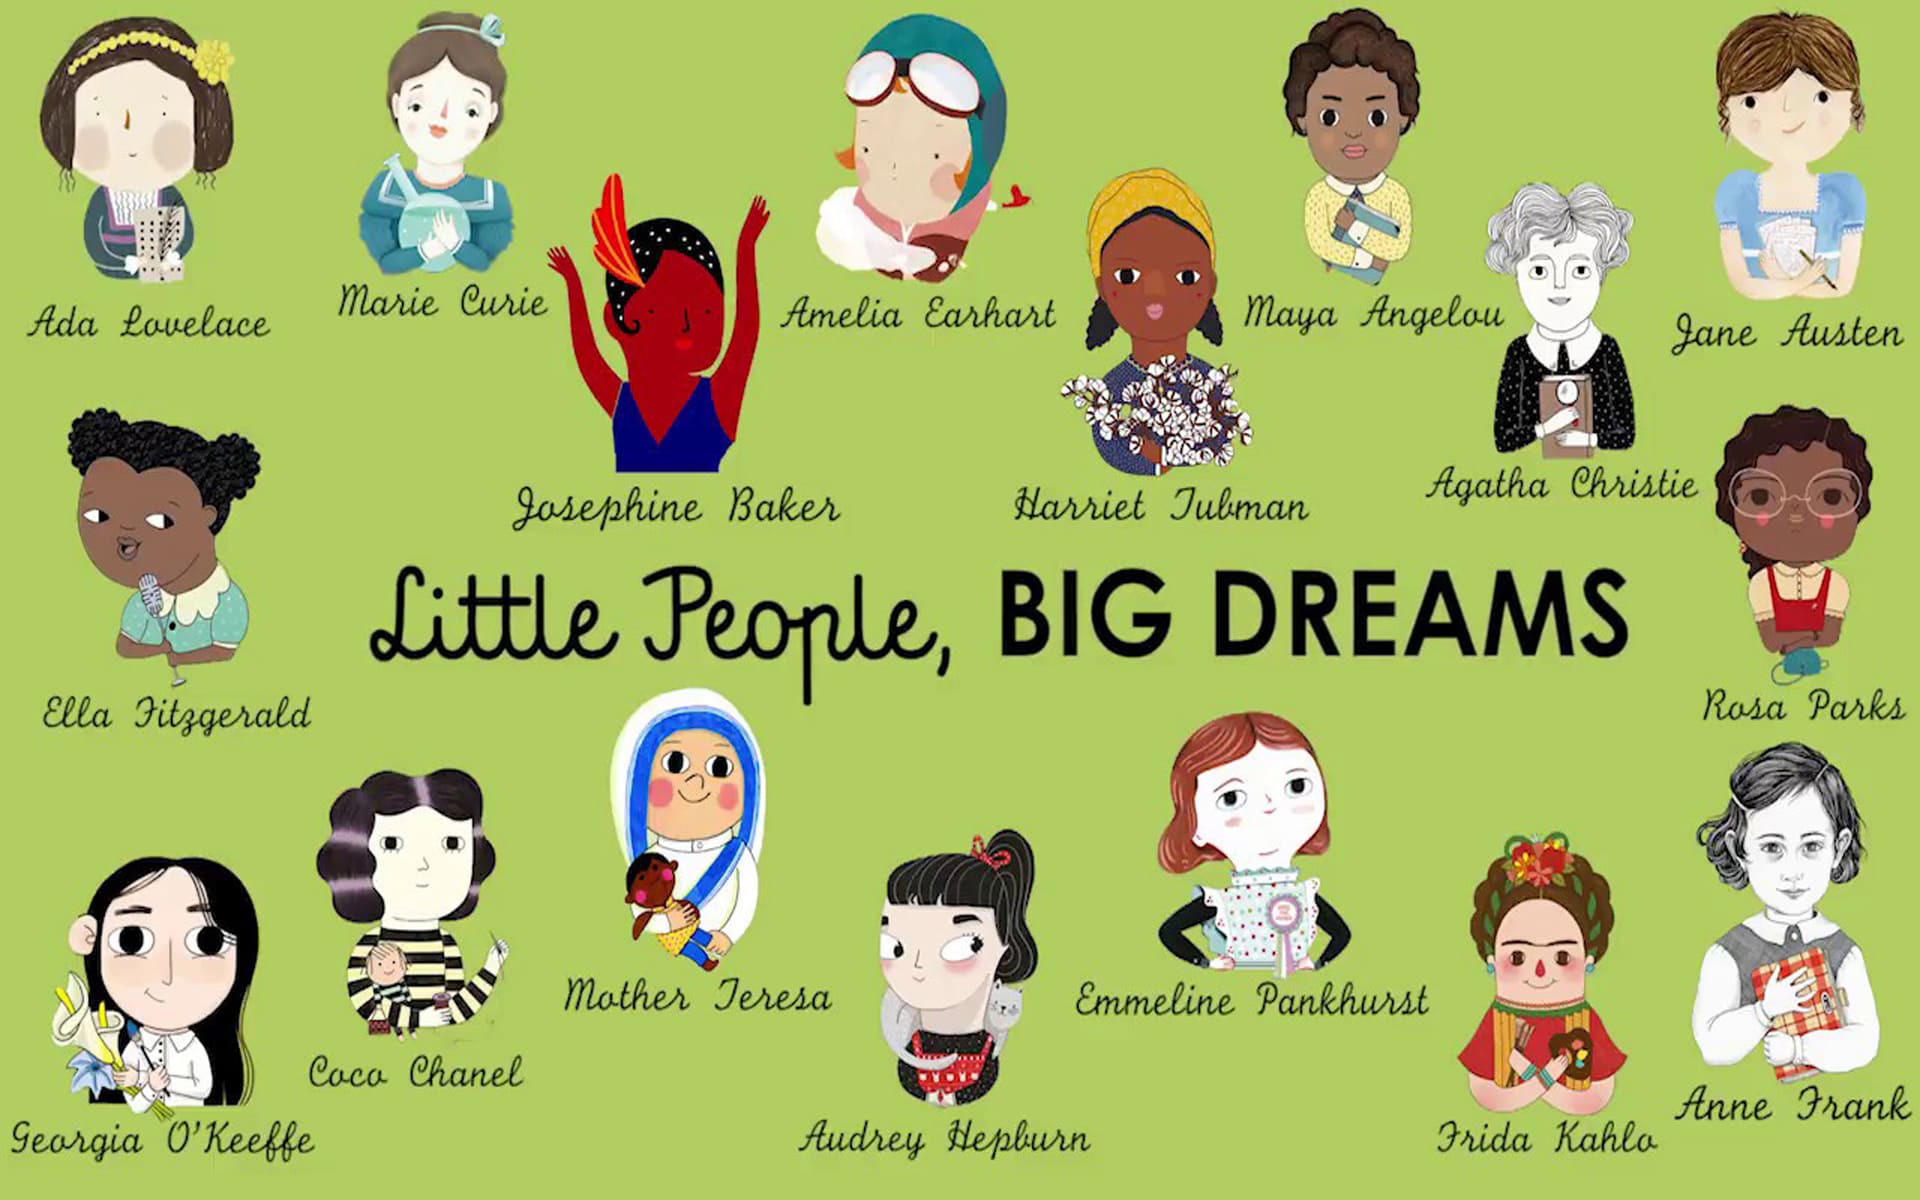 Ada Lovelace
Marie Curie
Josephine Baker
Amelia Earhart
Harriet Tubman
Maya Angelou
Agatha Christie
Jane Austen
Ella Fitzgerald
Little People, BIG DREAMS
Rosa Parks
Georgia O'Keeffe
Coco Chanel
Mother Teresa
Audrey Hepburn
Emmeline Pankhurst
Frida Kahlo
Anne Frank